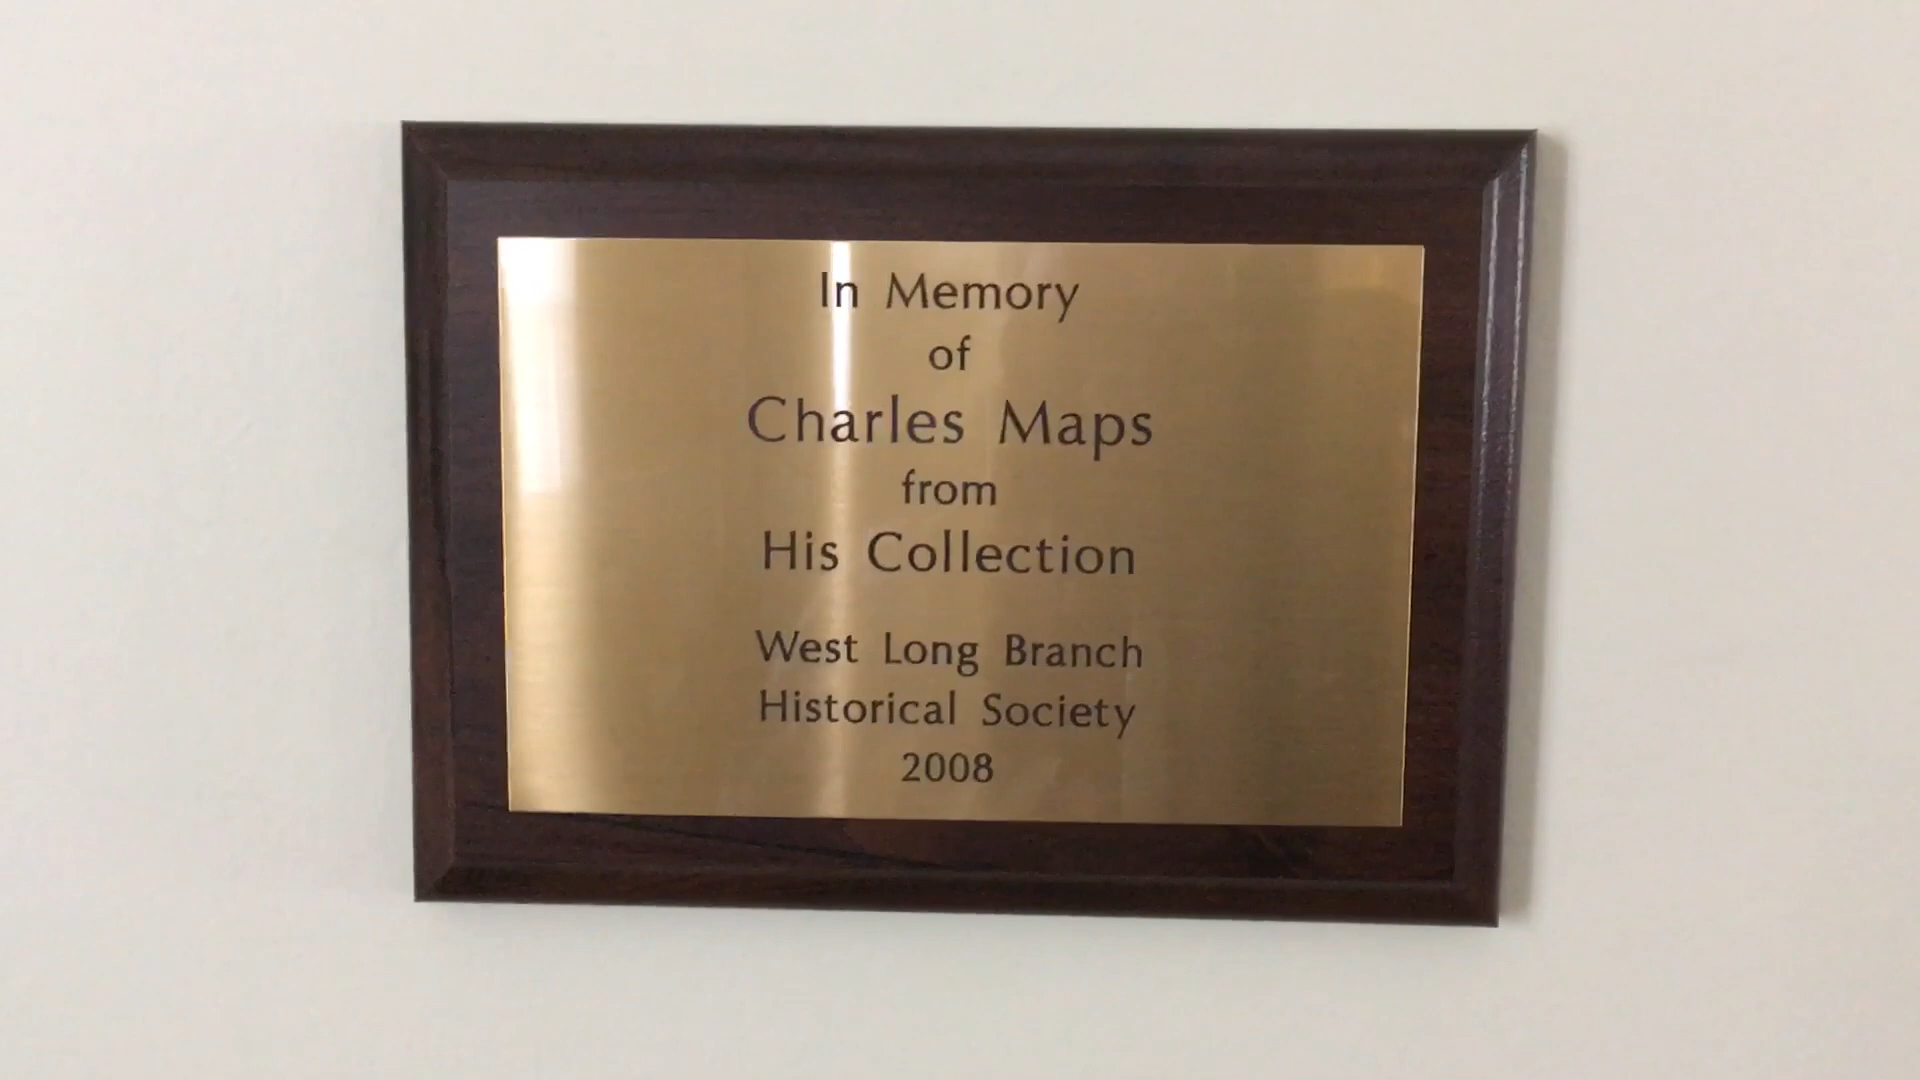 In Memory
of
Charles Maps
from
His Collection
West Long Branch
Historical Society
2008